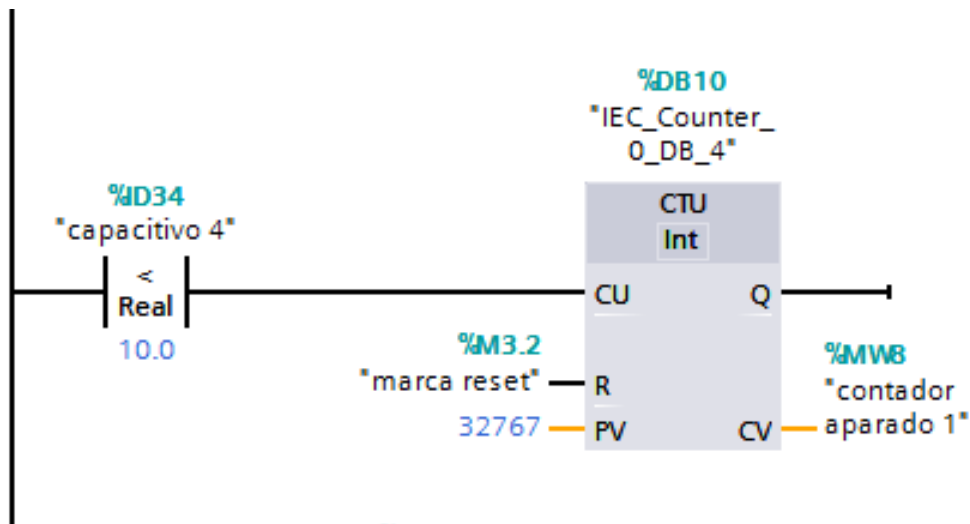 %DB10
"IEC_Counter_
0_DB_4"
%ID34
"capacitivo 4"
<
Real
10.0
CTU
Int
CU
Q
%M3.2
"marca reset"
R
32767
PV
CV
%MW8
"contador
aparado 1"